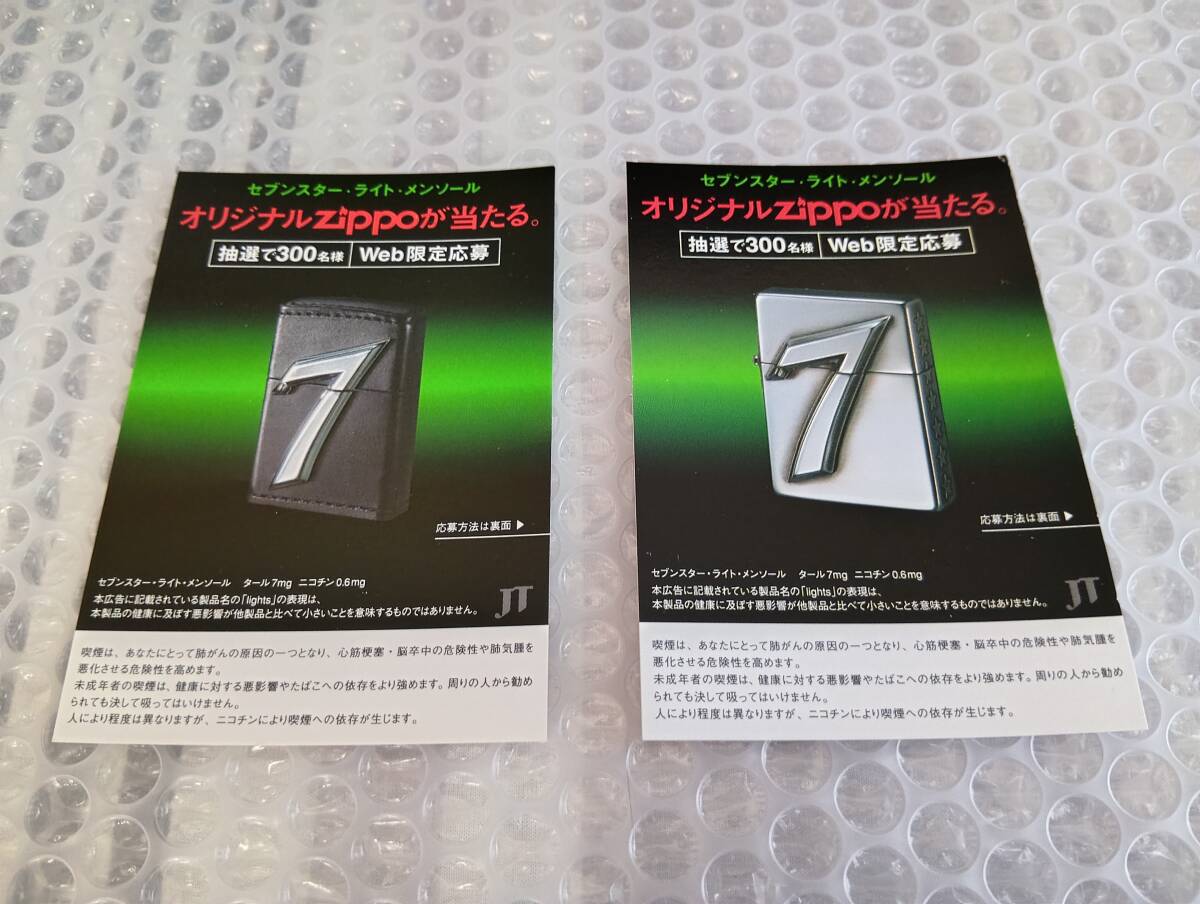 セブンスター・ライト・メンソール
オリジナルzippoが当たる。
抽選で300名様 Web限定応募
7
応募方法は裏面 ▶
セブンスター・ライト・メンソール タール7mg ニコチン0.6mg
本広告に記載されている製品名の「lights」の表現は、
本製品の健康に及ぼす悪影響が他製品と比べて小さいことを意味するものではありません。
JT
喫煙は、あなたにとって肺がんの原因の一つとなり、心筋梗塞・脳卒中の危険性や肺気腫を
悪化させる危険性を高めます。
未成年者の喫煙は、健康に対する悪影響やたばこへの依存をより強めます。周りの人から勧め
られても決して吸ってはいけません。
人により程度は異なりますが、ニコチンにより喫煙への依存が生じます。
セブンスター・ライト・メンソール
オリジナルzippoが当たる。
抽選で300名様 Web限定応募
7
応募方法は裏面 ▶
セブンスター・ライト・メンソール タール7mg ニコチン0.6mg
本広告に記載されている製品名の「lights」の表現は、
本製品の健康に及ぼす悪影響が他製品と比べて小さいことを意味するものではありません。
JT
喫煙は、あなたにとって肺がんの原因の一つとなり、心筋梗塞・脳卒中の危険性や肺気腫を
悪化させる危険性を高めます。
未成年者の喫煙は、健康に対する悪影響やたばこへの依存をより強めます。周りの人から勧め
られても決して吸ってはいけません。
人により程度は異なりますが、ニコチンにより喫煙への依存が生じます。